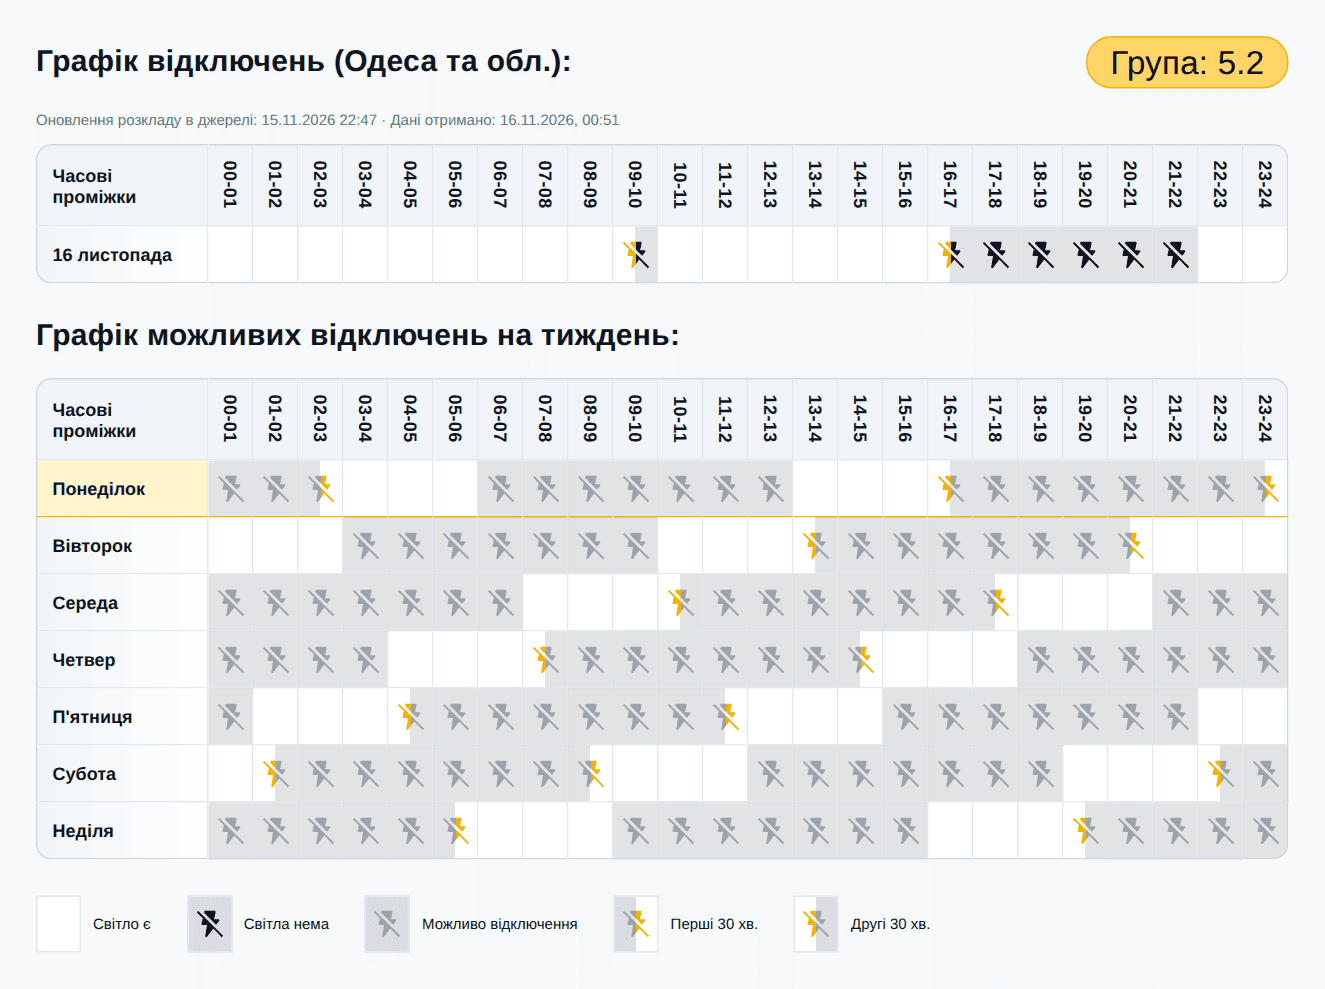 Графік відключень (Одеса та обл.):
Група: 5.2
Оновлення розкладу в джерелі: 15.11.2026 22:47 · Дані отримано: 16.11.2026, 00:51
Часові проміжки 00-01 01-02 02-03 03-04 04-05 05-06 06-07 07-08 08-09 09-10 10-11 11-12 12-13 13-14 14-15 15-16 16-17 17-18 18-19 19-20 20-21 21-22 22-23 23-24
16 листопада
Графік можливих відключень на тиждень:
Часові проміжки 00-01 01-02 02-03 03-04 04-05 05-06 06-07 07-08 08-09 09-10 10-11 11-12 12-13 13-14 14-15 15-16 16-17 17-18 18-19 19-20 20-21 21-22 22-23 23-24
Понеділок
Вівторок
Середа
Четвер
П'ятниця
Субота
Неділя
Світло є Світла нема Можливо відключення Перші 30 хв. Другі 30 хв.